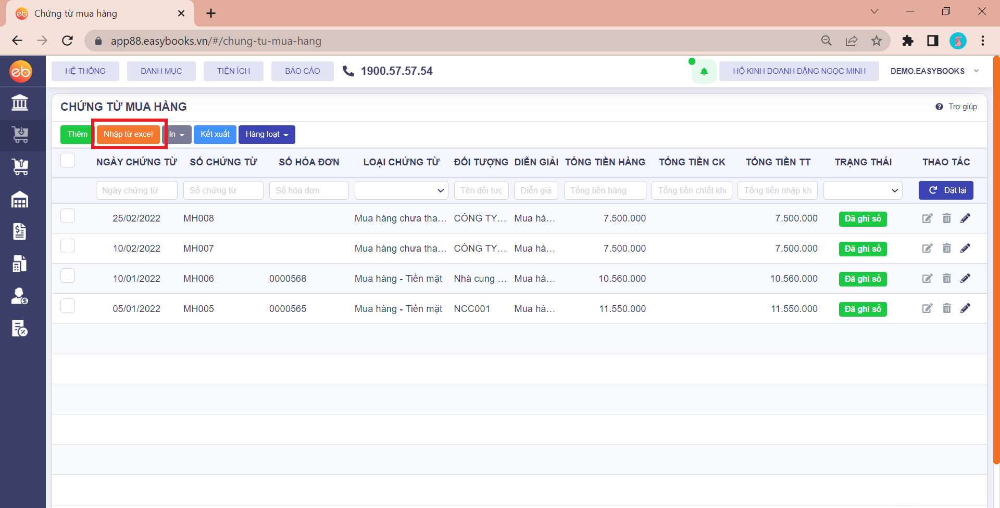 eb Chứng từ mua hàng
app88.easybooks.vn/#/chung-tu-mua-hang
eb HỆ THỐNG DANH MỤC TIỆN ÍCH BÁO CÁO 1900.57.57.54 HỘ KINH DOANH ĐẶNG NGỌC MINH DEMO.EASYBOOKS
CHỨNG TỪ MUA HÀNG Trợ giúp
Thêm Nhập từ excel In Kết xuất Hàng loạt
NGÀY CHỨNG TỪ SỐ CHỨNG TỪ SỐ HÓA ĐƠN LOẠI CHỨNG TỪ ĐỐI TƯỢNG DIỄN GIẢI TỔNG TIỀN HÀNG TỔNG TIỀN CK TỔNG TIỀN TT TRẠNG THÁI THAO TÁC
Ngày chứng từ Số chứng từ Số hóa đơn Tên đối tượ Diễn giả Tổng tiền hàng Tổng tiền chiết khấ Tổng tiền nhập kh Đặt lại
25/02/2022 MH008 Mua hàng chưa tha... CÔNG TY... Mua hà... 7.500.000 7.500.000 Đã ghi sổ
10/02/2022 MH007 Mua hàng chưa tha... CÔNG TY... Mua hà... 7.500.000 7.500.000 Đã ghi sổ
10/01/2022 MH006 0000568 Mua hàng - Tiền mặt Nhà cung ... Mua hà... 10.560.000 10.560.000 Đã ghi sổ
05/01/2022 MH005 0000565 Mua hàng - Tiền mặt NCC001 Mua hà... 11.550.000 11.550.000 Đã ghi sổ